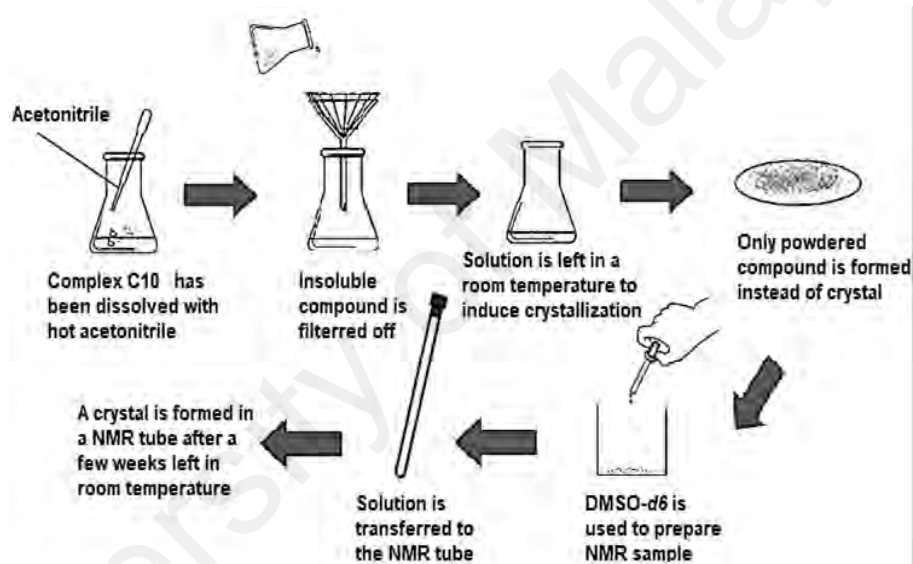 Acetonitrile
Complex C10 has
been dissolved with
hot acetonitrile
Insoluble
compound is
filterred off
Solution is left in a
room temperature to
induce crystallization
Only powdered
compound is formed
instead of crystal
DMSO-d6 is
used to prepare
NMR sample
Solution is
transferred to
the NMR tube
A crystal is formed in
a NMR tube after a
few weeks left in
room temperature
ersity of Malay